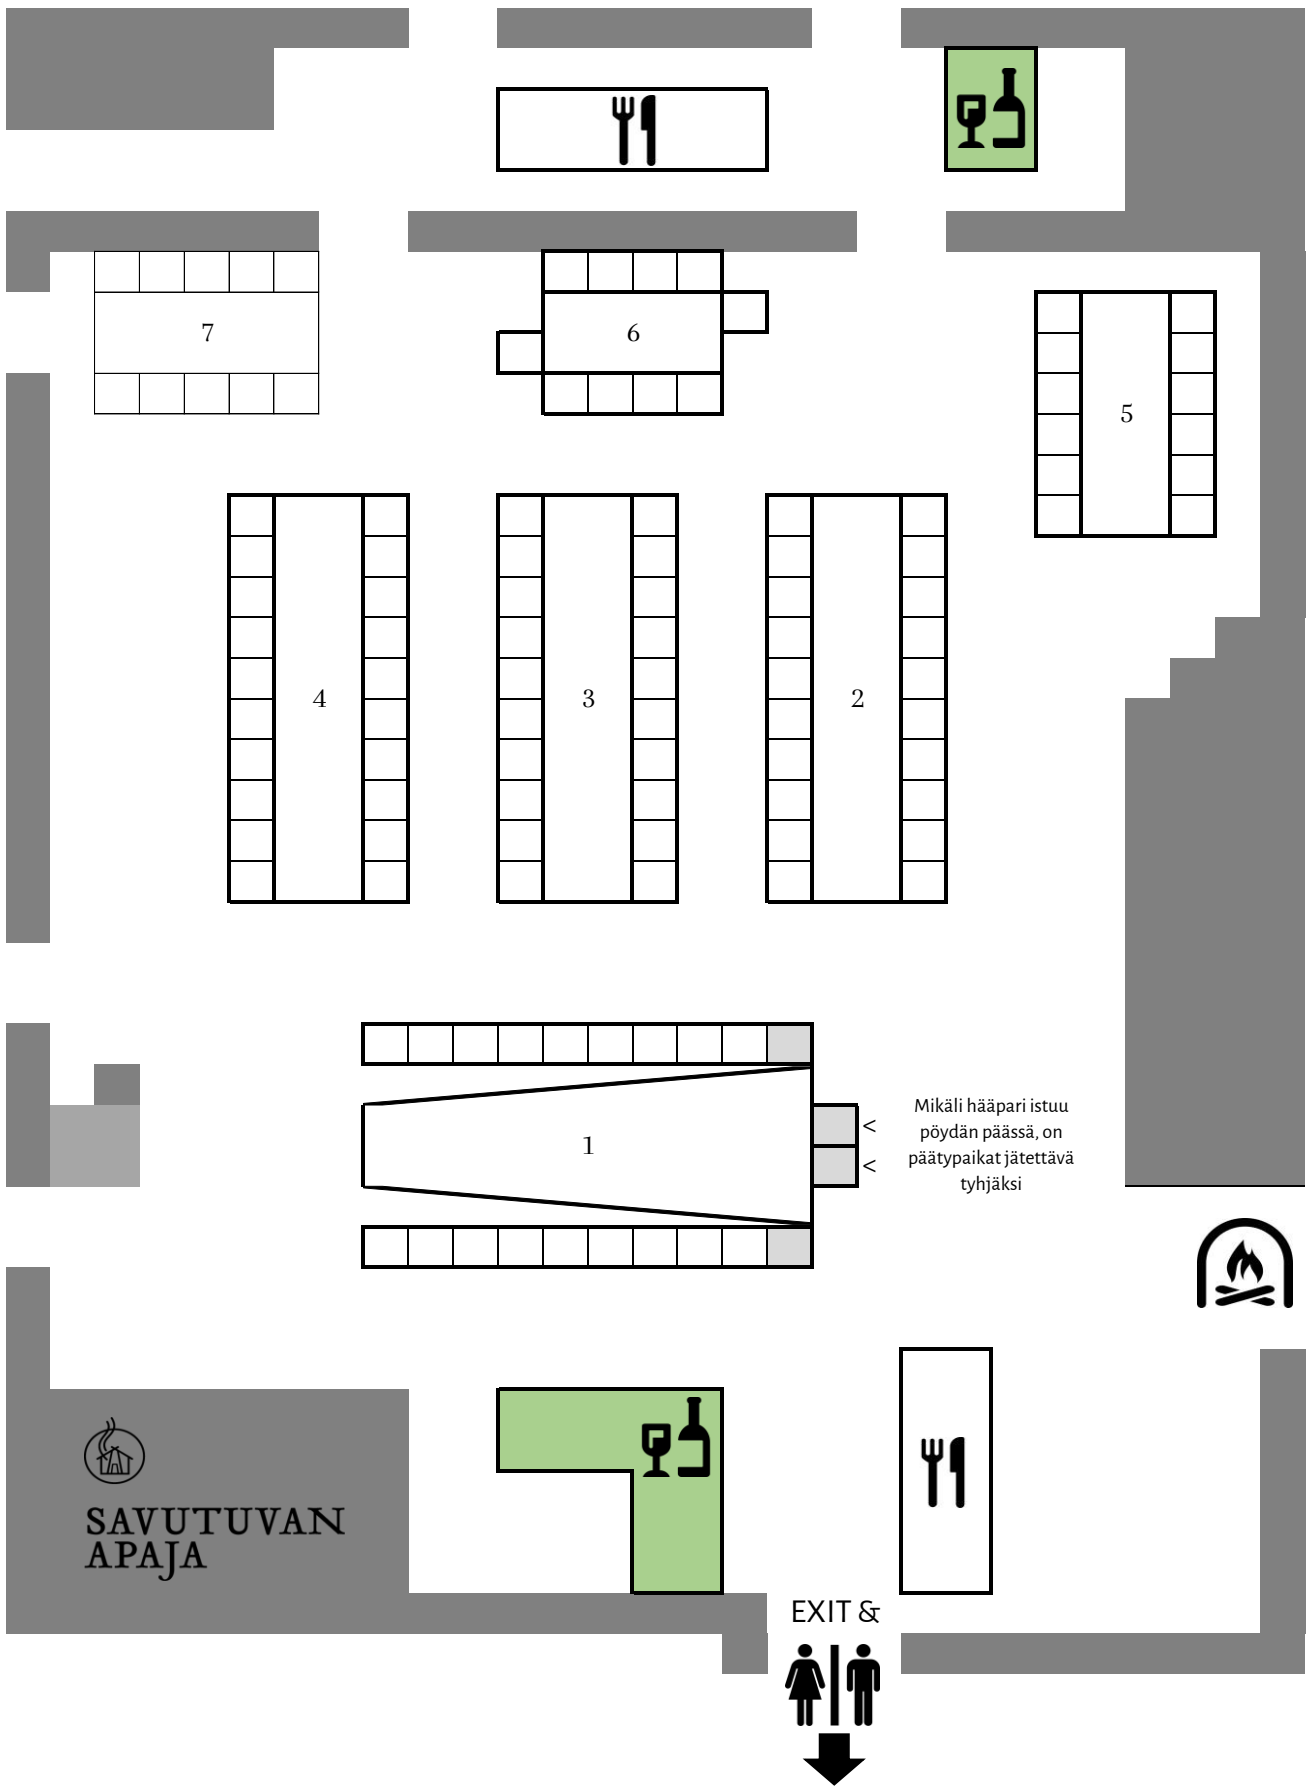 7
6
5
4
3
2
1
<
<
Mikäli hääpari istuu
pöydän päässä, on
päätypaikat jätettävä
tyhjäksi
SAVUTUVAN
APAJA
EXIT &